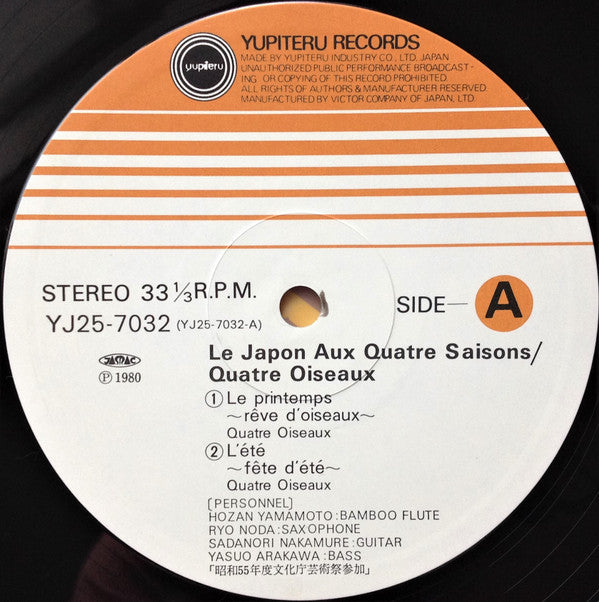 yupiteru
YUPITERU RECORDS
MADE BY YUPITERU INDUSTRY CO., LTD. JAPAN
UNAUTHORIZED PUBLIC PERFORMANCE BROADCAST-
ING. OR COPYING OF THIS RECORD PROHIBITED.
ALL RIGHTS OF AUTHORS & MANUFACTURER RESERVED
MANUFACTURED BY VICTOR COMPANY OF JAPAN, LTD.
STEREO 33 ⅓ R.P.M.
YJ25-7032 (YJ25-7032-A)
SIDE—A
JASRAC
Ⓟ 1980
Le Japon Aux Quatre Saisons/
Quatre Oiseaux
① Le printemps
～rêve d'oiseaux～
Quatre Oiseaux
② L'été
～fête d'été～
Quatre Oiseaux
[PERSONNEL]
HOZAN YAMAMOTO:BAMBOO FLUTE
RYO NODA:SAXOPHONE
SADANORI NAKAMURE:GUITAR
YASUO ARAKAWA:BASS
「昭和55年度文化庁芸術祭参加」